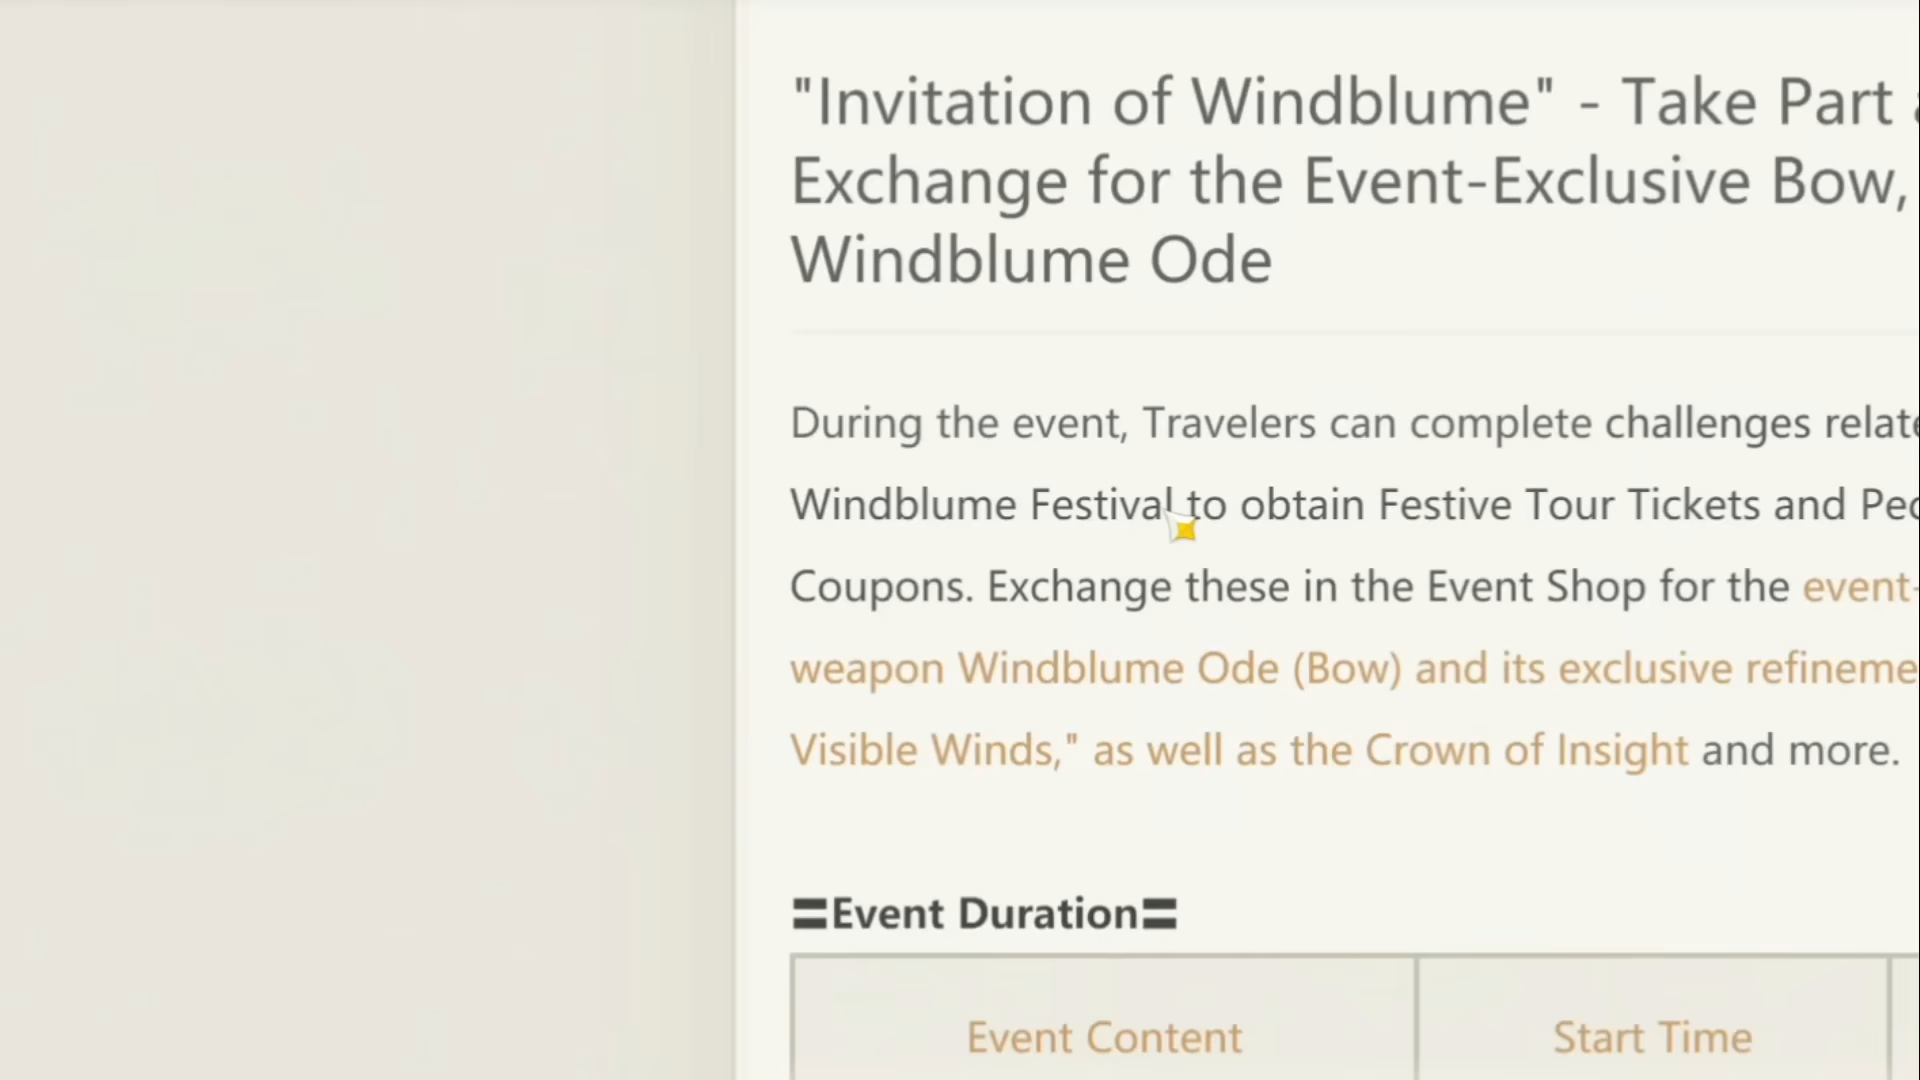 "Invitation of Windblume" - Take Part
Exchange for the Event-Exclusive Bow,
Windblume Ode
During the event, Travelers can complete challenges
Windblume Festival to obtain Festive Tour Tickets and
Coupons. Exchange these in the Event Shop for the event-
weapon Windblume Ode (Bow) and its exclusive
Visible Winds," as well as the Crown of Insight and more.
〓Event Duration〓
Event Content
Start Time